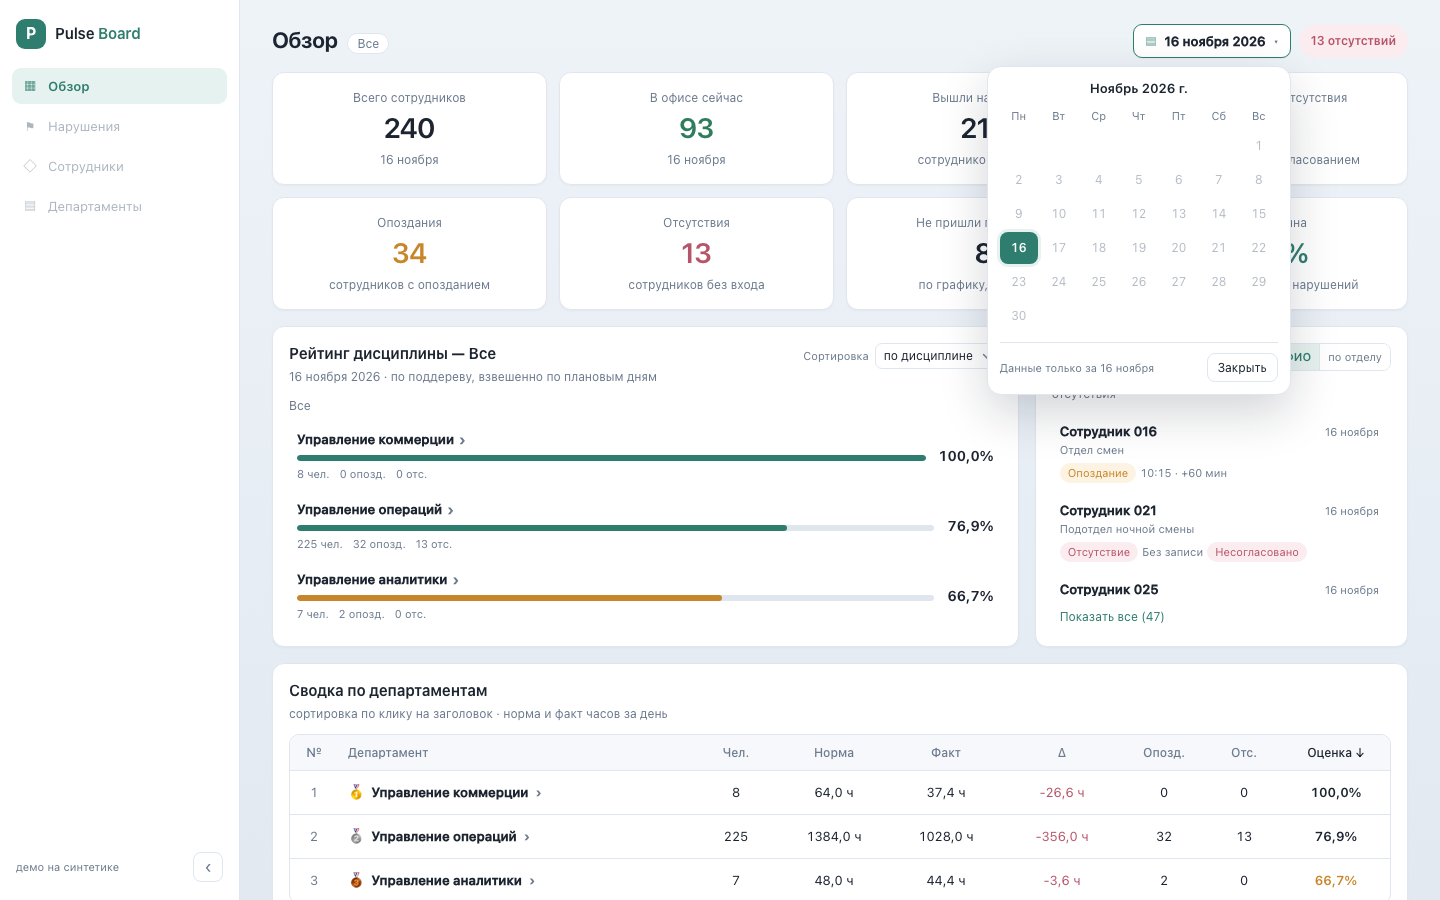 P Pulse Board
Обзор
Нарушения
Сотрудники
Департаменты
демо на синтетике
Обзор Все
16 ноября 2026
13 отсутствий
Всего сотрудников
240
16 ноября
В офисе сейчас
93
16 ноября
Вышли
21
Опоздания
34
сотрудников с опозданием
Отсутствия
13
сотрудников без входа
Не пришли
8
по графику,
%
нарушений
Ноябрь 2026 г.
Пн Вт Ср Чт Пт Сб Вс
1
2 3 4 5 6 7 8
9 10 11 12 13 14 15
16 17 18 19 20 21 22
23 24 25 26 27 28 29
30
Данные только за 16 ноября
Закрыть
Рейтинг дисциплины — Все
Сортировка по дисциплине
16 ноября 2026 · по поддереву, взвешенно по плановым дням
Все
Управление коммерции ›
100,0%
8 чел. 0 опозд. 0 отс.
Управление операций ›
76,9%
225 чел. 32 опозд. 13 отс.
Управление аналитики ›
66,7%
7 чел. 2 опозд. 0 отс.
по отделу
отсутствия
Сотрудник 016 16 ноября
Отдел смен
Опоздание 10:15 · +60 мин
Сотрудник 021 16 ноября
Подотдел ночной смены
Отсутствие Без записи Несогласовано
Сотрудник 025 16 ноября
Показать все (47)
Сводка по департаментам
сортировка по клику на заголовок · норма и факт часов за день
№ Департамент Чел. Норма Факт Δ Опозд. Отс. Оценка ↓
1 Управление коммерции › 8 64,0 ч 37,4 ч -26,6 ч 0 0 100,0%
2 Управление операций › 225 1384,0 ч 1028,0 ч -356,0 ч 32 13 76,9%
3 Управление аналитики › 7 48,0 ч 44,4 ч -3,6 ч 2 0 66,7%